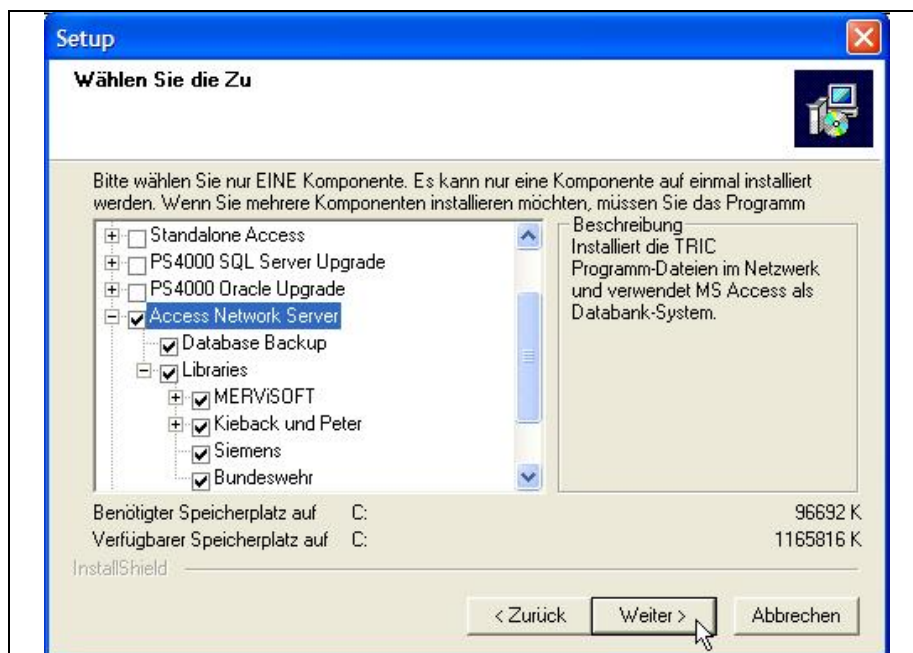 Setup
Wählen Sie die Zu
Bitte wählen Sie nur EINE Komponente. Es kann nur eine Komponente auf einmal installiert
werden. Wenn Sie mehrere Komponenten installieren möchten, müssen Sie das Programm
Standalone Access
PS4000 SQL Server Upgrade
PS4000 Oracle Upgrade
Access Network Server
Database Backup
Libraries
MERViSOFT
Kieback und Peter
Siemens
Bundeswehr
Beschreibung
Installiert die TRIC
Programm-Dateien im Netzwerk
und verwendet MS Access als
Databank-System.
Benötigter Speicherplatz auf C: 96692 K
Verfügbarer Speicherplatz auf C: 1165816 K
InstallShield
< Zurück Weiter > Abbrechen